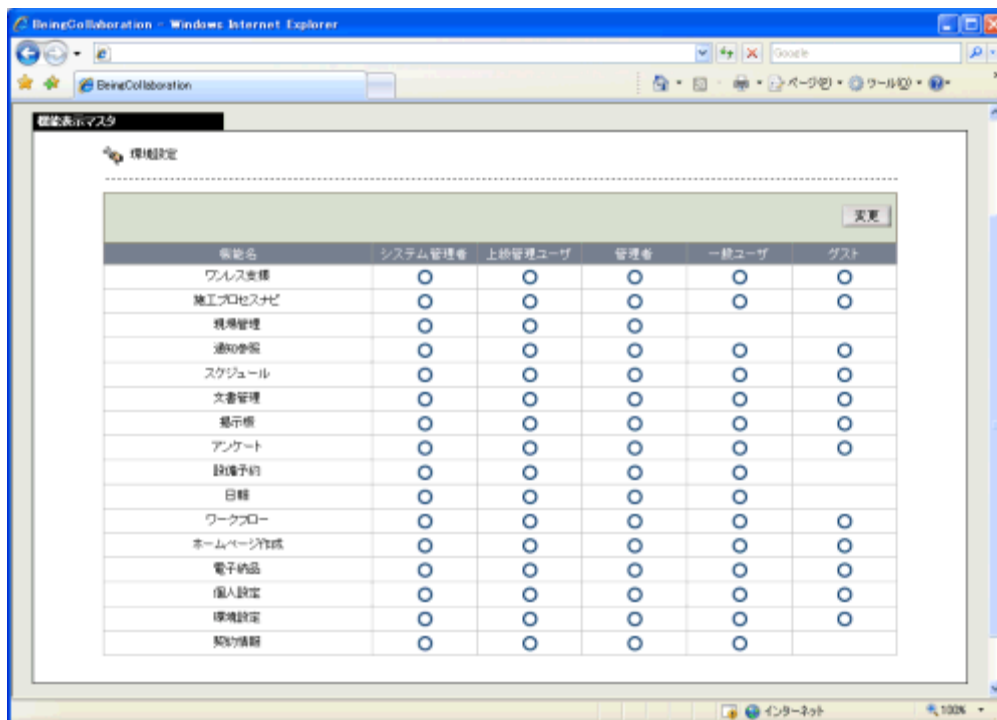 BeingCollaboration - Windows Internet Explorer
Google
BeingCollaboration ページ(P) ツール(O)
機能表示マスタ
環境設定
変更
機能名 システム管理者 上級管理ユーザ 管理者 一般ユーザ ゲスト
ワンレス支援 ○ ○ ○ ○ ○
施工プロセスナビ ○ ○ ○ ○ ○
現場管理 ○ ○ ○
通知参照 ○ ○ ○ ○ ○
スケジュール ○ ○ ○ ○ ○
文書管理 ○ ○ ○ ○ ○
掲示板 ○ ○ ○ ○ ○
アンケート ○ ○ ○ ○ ○
設備予約 ○ ○ ○ ○
日報 ○ ○ ○ ○
ワークフロー ○ ○ ○ ○ ○
ホームページ作成 ○ ○ ○ ○ ○
電子納品 ○ ○ ○ ○ ○
個人設定 ○ ○ ○ ○ ○
環境設定 ○ ○ ○ ○ ○
契約情報 ○ ○ ○ ○
インターネット 100%